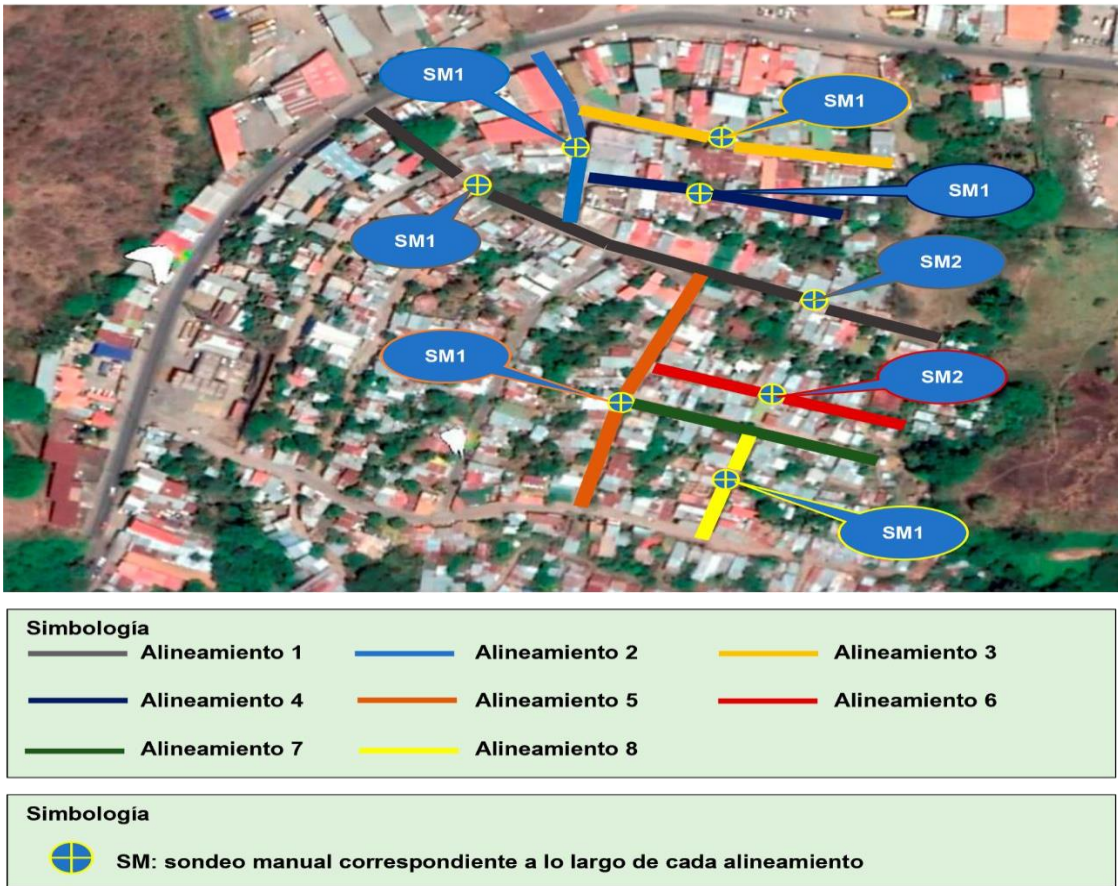 SM1
SM1
SM1
SM1
SM2
SM1
SM2
SM1
Simbología
Alineamiento 1 Alineamiento 2 Alineamiento 3
Alineamiento 4 Alineamiento 5 Alineamiento 6
Alineamiento 7 Alineamiento 8
Simbología
SM: sondeo manual correspondiente a lo largo de cada alineamiento